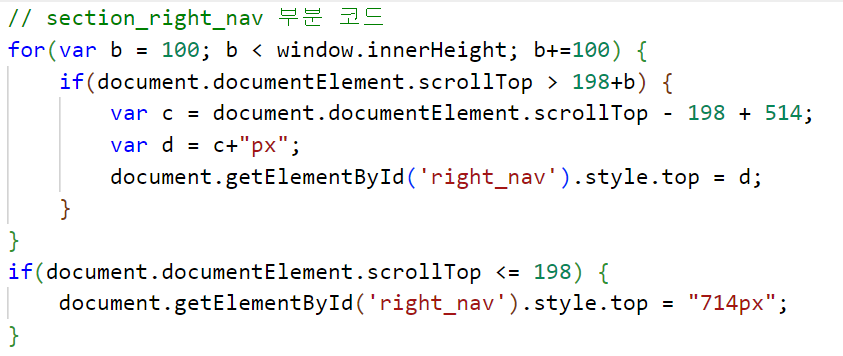 // section_right_nav 부분 코드
for(var b = 100; b < window.innerHeight; b+=100) {
if(document.documentElement.scrollTop > 198+b) {
var c = document.documentElement.scrollTop - 198 + 514;
var d = c+"px";
document.getElementById('right_nav').style.top = d;
}
}
if(document.documentElement.scrollTop <= 198) {
document.getElementById('right_nav').style.top = "714px";
}